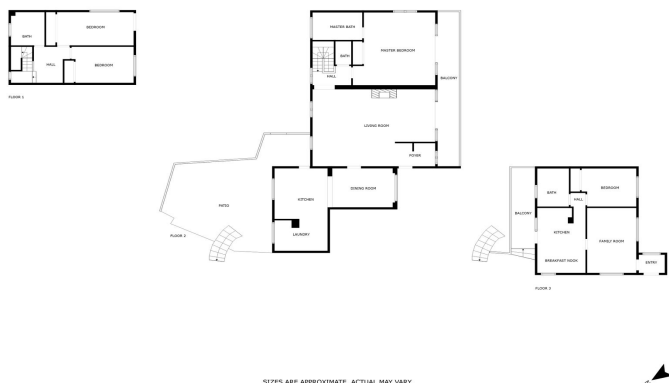 BEDROOM
BATH
HALL
BEDROOM
FLOOR 1
MASTER BATH
BATH
MASTER BEDROOM
HALL
BALCONY
LIVING ROOM
FOYER
KITCHEN
DINING ROOM
PATIO
LAUNDRY
FLOOR 2
BATH
BEDROOM
HALL
BALCONY
KITCHEN
FAMILY ROOM
BREAKFAST NOOK
ENTRY
FLOOR 3
SIZES ARE APPROXIMATE, ACTUAL MAY VARY.